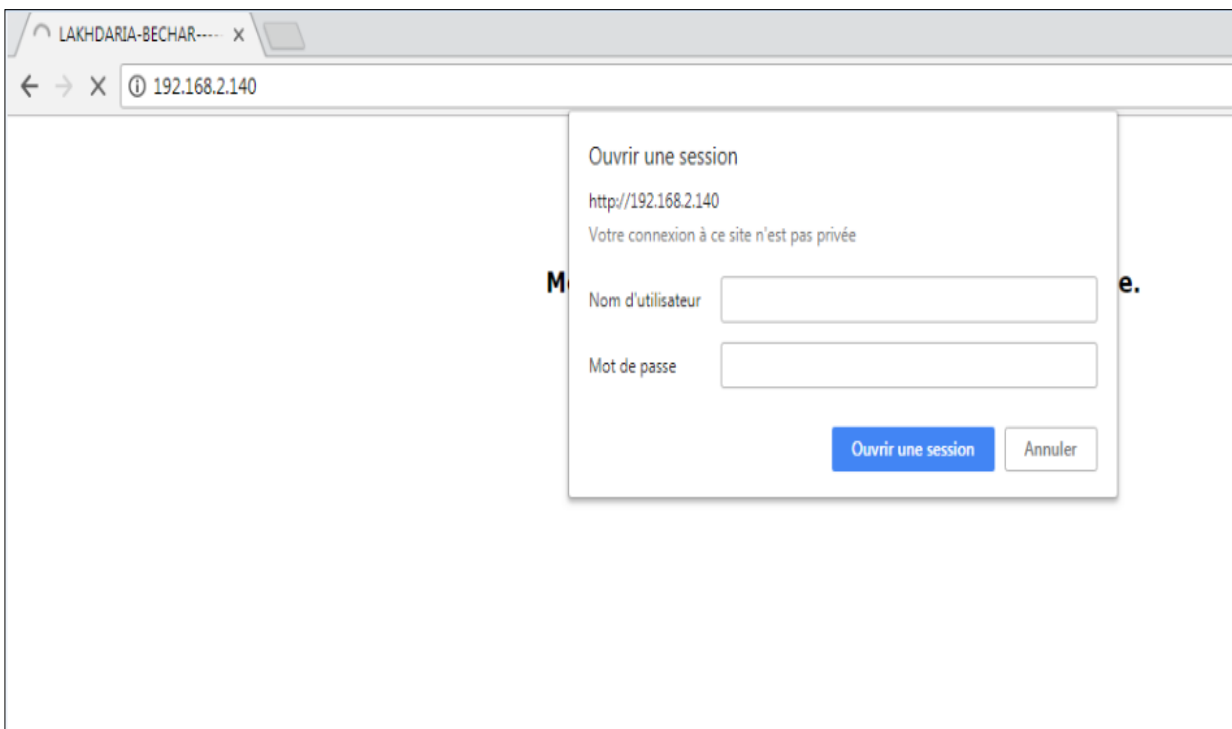 LAKHDARIA-BECHAR-----
192.168.2.140
Ouvrir une session
http://192.168.2.140
Votre connexion à ce site n'est pas privée
Nom d'utilisateur
Mot de passe
Ouvrir une session Annuler